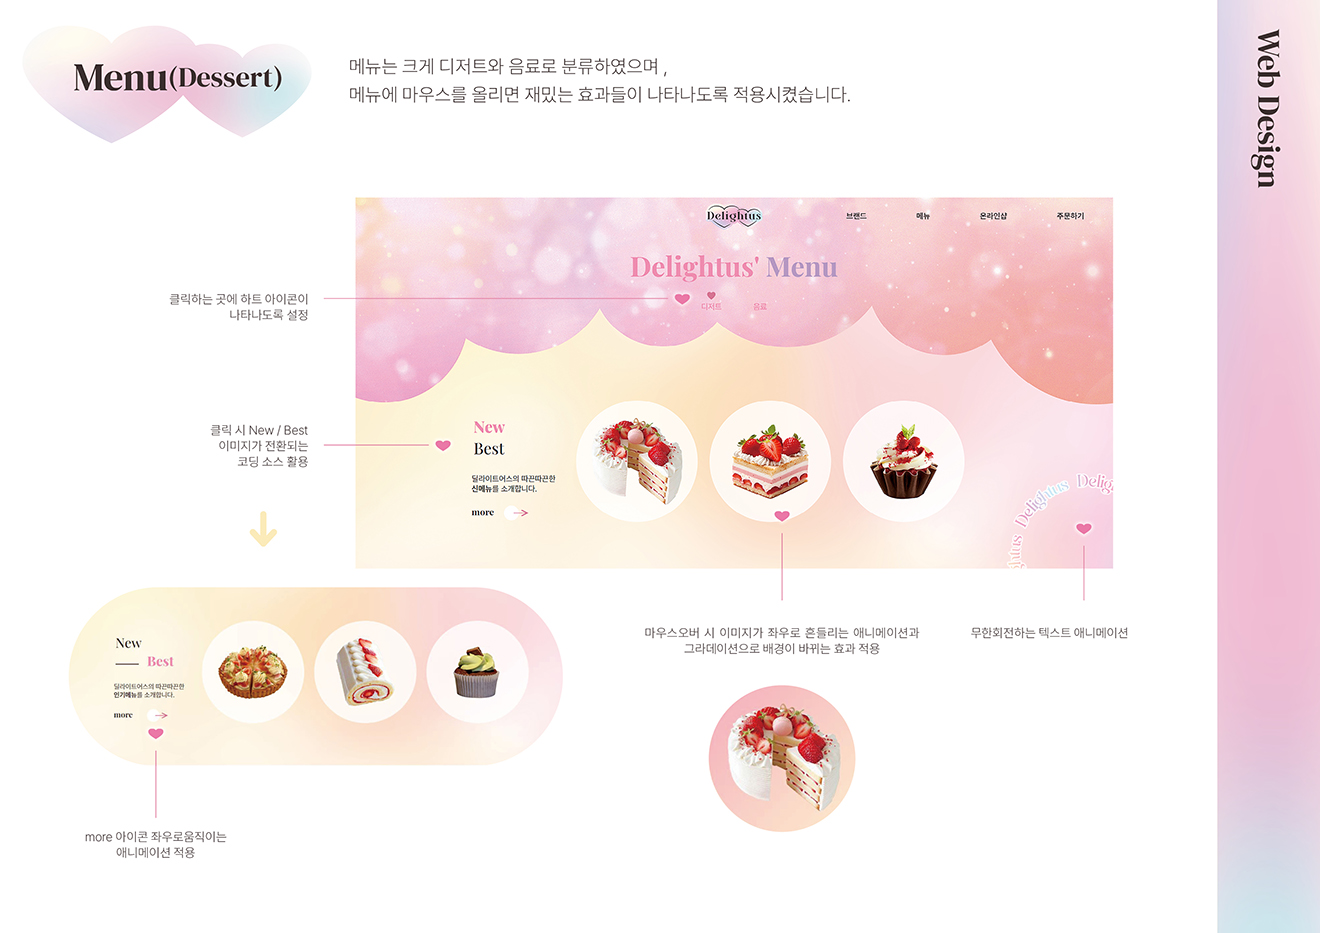 Menu(Dessert)
메뉴는 크게 디저트와 음료로 분류하였으며 ,
메뉴에 마우스를 올리면 재밌는 효과들이 나타나도록 적용시켰습니다.
Web Design
Delightus
브랜드
메뉴
온라인샵
주문하기
Delightus' Menu
디저트
음료
클릭하는 곳에 하트 아이콘이
나타나도록 설정
클릭 시 New / Best
이미지가 전환되는
코딩 소스 활용
New
Best
딜라이트어스의 따끈따끈한
신메뉴를 소개합니다.
more
Delightus Delig
ghtus
New
Best
딜라이트어스의 따끈따끈한
인기메뉴를 소개합니다.
more
마우스오버 시 이미지가 좌우로 흔들리는 애니메이션과
그라데이션으로 배경이 바뀌는 효과 적용
무한회전하는 텍스트 애니메이션
more 아이콘 좌우로움직이는
애니메이션 적용